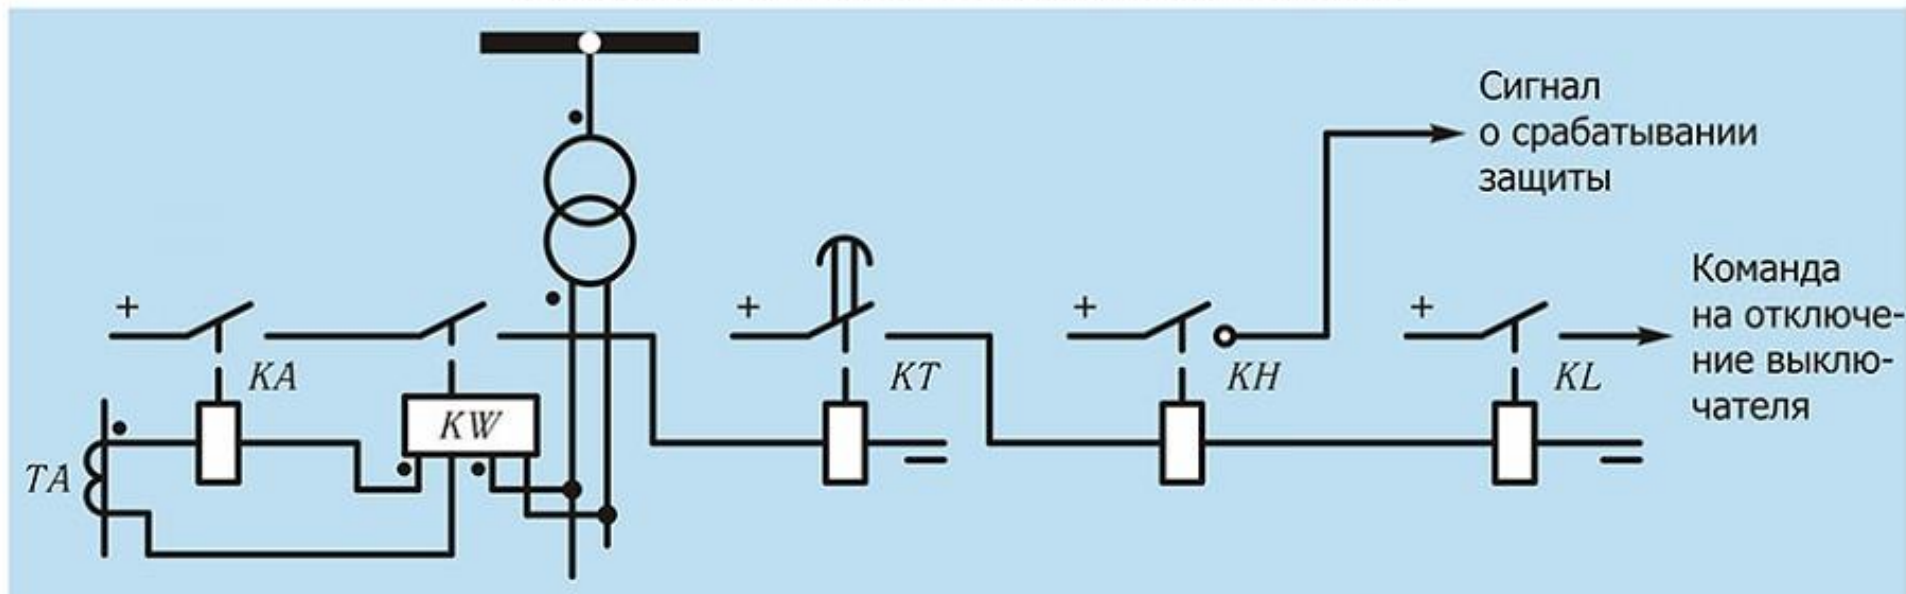 Сигнал
о срабатывании
защиты
Команда
на отключе-
ние выклю-
чателя
+
+
+
+
KA
KT
KH
KL
KW
TA